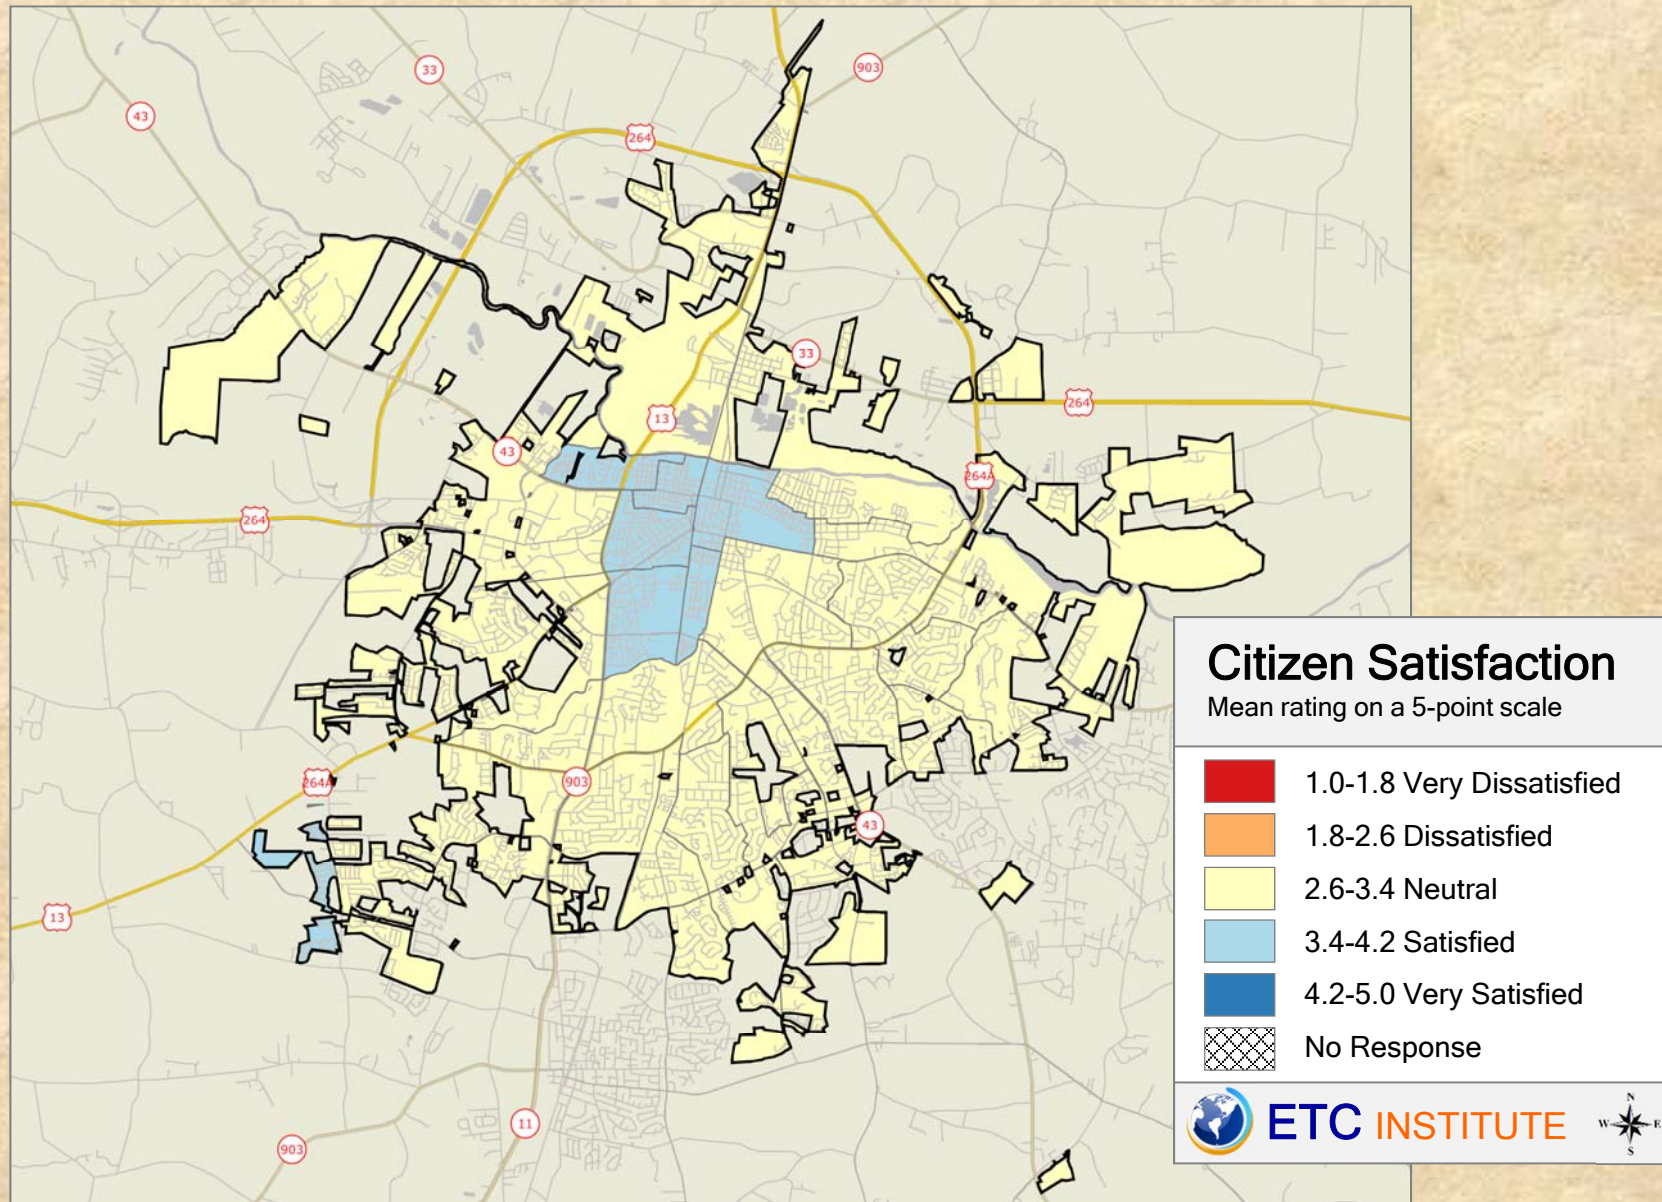 33
903
43
264
33
264
13
43
264A
264
903
264A
43
13
11
903
Citizen Satisfaction
Mean rating on a 5-point scale
1.0-1.8 Very Dissatisfied
1.8-2.6 Dissatisfied
2.6-3.4 Neutral
3.4-4.2 Satisfied
4.2-5.0 Very Satisfied
No Response
ETC INSTITUTE
N
W E
S